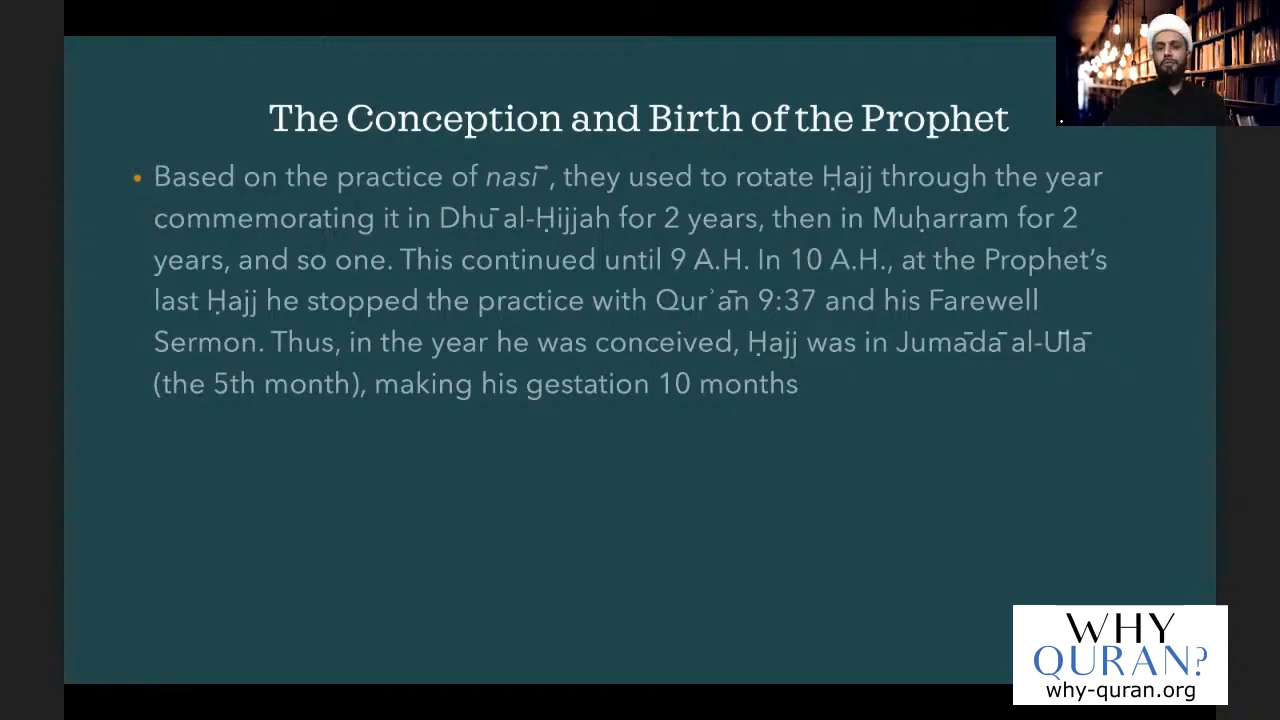 The Conception and Birth of the Prophet
• Based on the practice of nasī, they used to rotate Ḥajj through the year
commemorating it in Dhū al-Ḥijjah for 2 years, then in Muḥarram for 2
years, and so one. This continued until 9 A.H. In 10 A.H., at the Prophet's
last Ḥajj he stopped the practice with Qurʾān 9:37 and his Farewell
Sermon. Thus, in the year he was conceived, Ḥajj was in Jumādā al-Ūlā
(the 5th month), making his gestation 10 months
WHY
QURAN?
why-quran.org